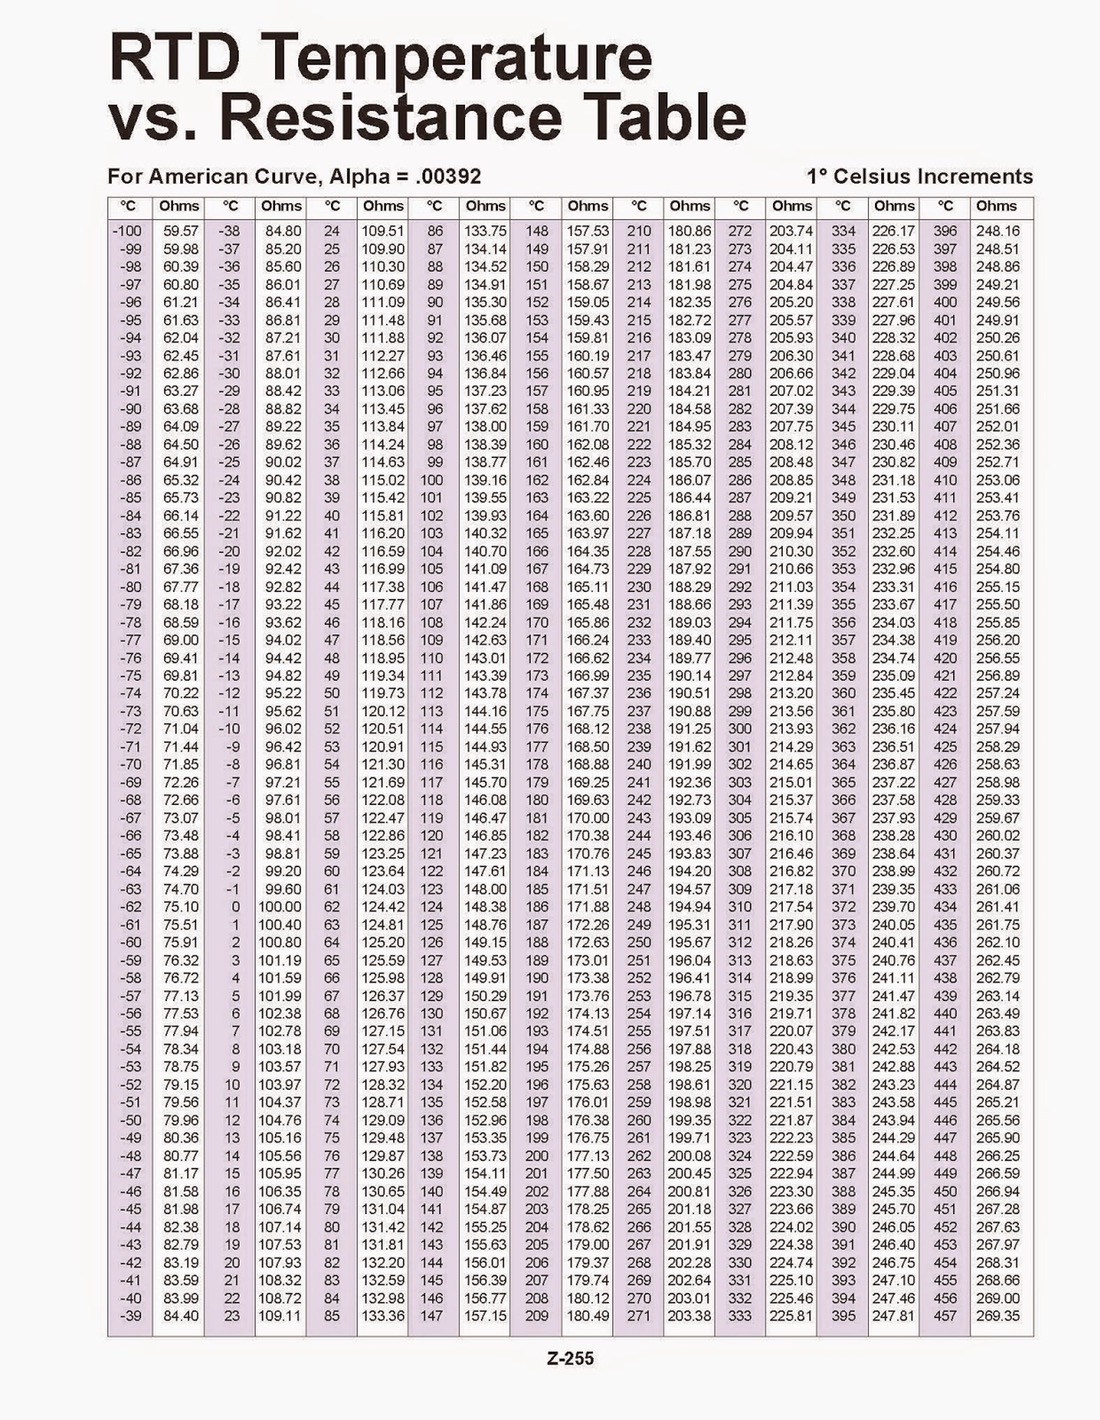 RTD Temperature
vs. Resistance Table
For American Curve, Alpha = .00392 1° Celsius Increments
°C Ohms °C Ohms °C Ohms °C Ohms °C Ohms °C Ohms °C Ohms °C Ohms °C Ohms
-100 59.57 -38 84.80 24 109.51 86 133.75 148 157.53 210 180.86 272 203.74 334 226.17 396 248.16
-99 59.98 -37 85.20 25 109.90 87 134.14 149 157.91 211 181.23 273 204.11 335 226.53 397 248.51
-98 60.39 -36 85.60 26 110.30 88 134.52 150 158.29 212 181.61 274 204.47 336 226.89 398 248.86
-97 60.80 -35 86.01 27 110.69 89 134.91 151 158.67 213 181.98 275 204.84 337 227.25 399 249.21
-96 61.21 -34 86.41 28 111.09 90 135.30 152 159.05 214 182.35 276 205.20 338 227.61 400 249.56
-95 61.63 -33 86.81 29 111.48 91 135.68 153 159.43 215 182.72 277 205.57 339 227.96 401 249.91
-94 62.04 -32 87.21 30 111.88 92 136.07 154 159.81 216 183.09 278 205.93 340 228.32 402 250.26
-93 62.45 -31 87.61 31 112.27 93 136.46 155 160.19 217 183.47 279 206.30 341 228.68 403 250.61
-92 62.86 -30 88.01 32 112.66 94 136.84 156 160.57 218 183.84 280 206.66 342 229.04 404 250.96
-91 63.27 -29 88.42 33 113.06 95 137.23 157 160.95 219 184.21 281 207.02 343 229.39 405 251.31
-90 63.68 -28 88.82 34 113.45 96 137.62 158 161.33 220 184.58 282 207.39 344 229.75 406 251.66
-89 64.09 -27 89.22 35 113.84 97 138.00 159 161.70 221 184.95 283 207.75 345 230.11 407 252.01
-88 64.50 -26 89.62 36 114.24 98 138.39 160 162.08 222 185.32 284 208.12 346 230.46 408 252.36
-87 64.91 -25 90.02 37 114.63 99 138.77 161 162.46 223 185.70 285 208.48 347 230.82 409 252.71
-86 65.32 -24 90.42 38 115.02 100 139.16 162 162.84 224 186.07 286 208.85 348 231.18 410 253.06
-85 65.73 -23 90.82 39 115.42 101 139.55 163 163.22 225 186.44 287 209.21 349 231.53 411 253.41
-84 66.14 -22 91.22 40 115.81 102 139.93 164 163.60 226 186.81 288 209.57 350 231.89 412 253.76
-83 66.55 -21 91.62 41 116.20 103 140.32 165 163.97 227 187.18 289 209.94 351 232.25 413 254.11
-82 66.96 -20 92.02 42 116.59 104 140.70 166 164.35 228 187.55 290 210.30 352 232.60 414 254.46
-81 67.36 -19 92.42 43 116.99 105 141.09 167 164.73 229 187.92 291 210.66 353 232.96 415 254.80
-80 67.77 -18 92.82 44 117.38 106 141.47 168 165.11 230 188.29 292 211.03 354 233.31 416 255.15
-79 68.18 -17 93.22 45 117.77 107 141.86 169 165.48 231 188.66 293 211.39 355 233.67 417 255.50
-78 68.59 -16 93.62 46 118.16 108 142.24 170 165.86 232 189.03 294 211.75 356 234.03 418 255.85
-77 69.00 -15 94.02 47 118.56 109 142.63 171 166.24 233 189.40 295 212.11 357 234.38 419 256.20
-76 69.41 -14 94.42 48 118.95 110 143.01 172 166.62 234 189.77 296 212.48 358 234.74 420 256.55
-75 69.81 -13 94.82 49 119.34 111 143.39 173 166.99 235 190.14 297 212.84 359 235.09 421 256.89
-74 70.22 -12 95.22 50 119.73 112 143.78 174 167.37 236 190.51 298 213.20 360 235.45 422 257.24
-73 70.63 -11 95.62 51 120.12 113 144.16 175 167.75 237 190.88 299 213.56 361 235.80 423 257.59
-72 71.04 -10 96.02 52 120.51 114 144.55 176 168.12 238 191.25 300 213.93 362 236.16 424 257.94
-71 71.44 -9 96.42 53 120.91 115 144.93 177 168.50 239 191.62 301 214.29 363 236.51 425 258.29
-70 71.85 -8 96.81 54 121.30 116 145.31 178 168.88 240 191.99 302 214.65 364 236.87 426 258.63
-69 72.26 -7 97.21 55 121.69 117 145.70 179 169.25 241 192.36 303 215.01 365 237.22 427 258.98
-68 72.66 -6 97.61 56 122.08 118 146.08 180 169.63 242 192.73 304 215.37 366 237.58 428 259.33
-67 73.07 -5 98.01 57 122.47 119 146.47 181 170.00 243 193.09 305 215.74 367 237.93 429 259.67
-66 73.48 -4 98.41 58 122.86 120 146.85 182 170.38 244 193.46 306 216.10 368 238.28 430 260.02
-65 73.88 -3 98.81 59 123.25 121 147.23 183 170.76 245 193.83 307 216.46 369 238.64 431 260.37
-64 74.29 -2 99.20 60 123.64 122 147.61 184 171.13 246 194.20 308 216.82 370 238.99 432 260.72
-63 74.70 -1 99.60 61 124.03 123 148.00 185 171.51 247 194.57 309 217.18 371 239.35 433 261.06
-62 75.10 0 100.00 62 124.42 124 148.38 186 171.88 248 194.94 310 217.54 372 239.70 434 261.41
-61 75.51 1 100.40 63 124.81 125 148.76 187 172.26 249 195.31 311 217.90 373 240.05 435 261.75
-60 75.91 2 100.80 64 125.20 126 149.15 188 172.63 250 195.67 312 218.26 374 240.41 436 262.10
-59 76.32 3 101.19 65 125.59 127 149.53 189 173.01 251 196.04 313 218.63 375 240.76 437 262.45
-58 76.72 4 101.59 66 125.98 128 149.91 190 173.38 252 196.41 314 218.99 376 241.11 438 262.79
-57 77.13 5 101.99 67 126.37 129 150.29 191 173.76 253 196.78 315 219.35 377 241.47 439 263.14
-56 77.53 6 102.38 68 126.76 130 150.67 192 174.13 254 197.14 316 219.71 378 241.82 440 263.49
-55 77.94 7 102.78 69 127.15 131 151.06 193 174.51 255 197.51 317 220.07 379 242.17 441 263.83
-54 78.34 8 103.18 70 127.54 132 151.44 194 174.88 256 197.88 318 220.43 380 242.53 442 264.18
-53 78.75 9 103.57 71 127.93 133 151.82 195 175.26 257 198.25 319 220.79 381 242.88 443 264.52
-52 79.15 10 103.97 72 128.32 134 152.20 196 175.63 258 198.61 320 221.15 382 243.23 444 264.87
-51 79.56 11 104.37 73 128.71 135 152.58 197 176.01 259 198.98 321 221.51 383 243.58 445 265.21
-50 79.96 12 104.76 74 129.09 136 152.96 198 176.38 260 199.35 322 221.87 384 243.94 446 265.56
-49 80.36 13 105.16 75 129.48 137 153.35 199 176.75 261 199.71 323 222.23 385 244.29 447 265.90
-48 80.77 14 105.56 76 129.87 138 153.73 200 177.13 262 200.08 324 222.59 386 244.64 448 266.25
-47 81.17 15 105.95 77 130.26 139 154.11 201 177.50 263 200.45 325 222.94 387 244.99 449 266.59
-46 81.58 16 106.35 78 130.65 140 154.49 202 177.88 264 200.81 326 223.30 388 245.35 450 266.94
-45 81.98 17 106.74 79 131.04 141 154.87 203 178.25 265 201.18 327 223.66 389 245.70 451 267.28
-44 82.38 18 107.14 80 131.42 142 155.25 204 178.62 266 201.55 328 224.02 390 246.05 452 267.63
-43 82.79 19 107.53 81 131.81 143 155.63 205 179.00 267 201.91 329 224.38 391 246.40 453 267.97
-42 83.19 20 107.93 82 132.20 144 156.01 206 179.37 268 202.28 330 224.74 392 246.75 454 268.31
-41 83.59 21 108.32 83 132.59 145 156.39 207 179.74 269 202.64 331 225.10 393 247.10 455 268.66
-40 83.99 22 108.72 84 132.98 146 156.77 208 180.12 270 203.01 332 225.46 394 247.46 456 269.00
-39 84.40 23 109.11 85 133.36 147 157.15 209 180.49 271 203.38 333 225.81 395 247.81 457 269.35
Z-255